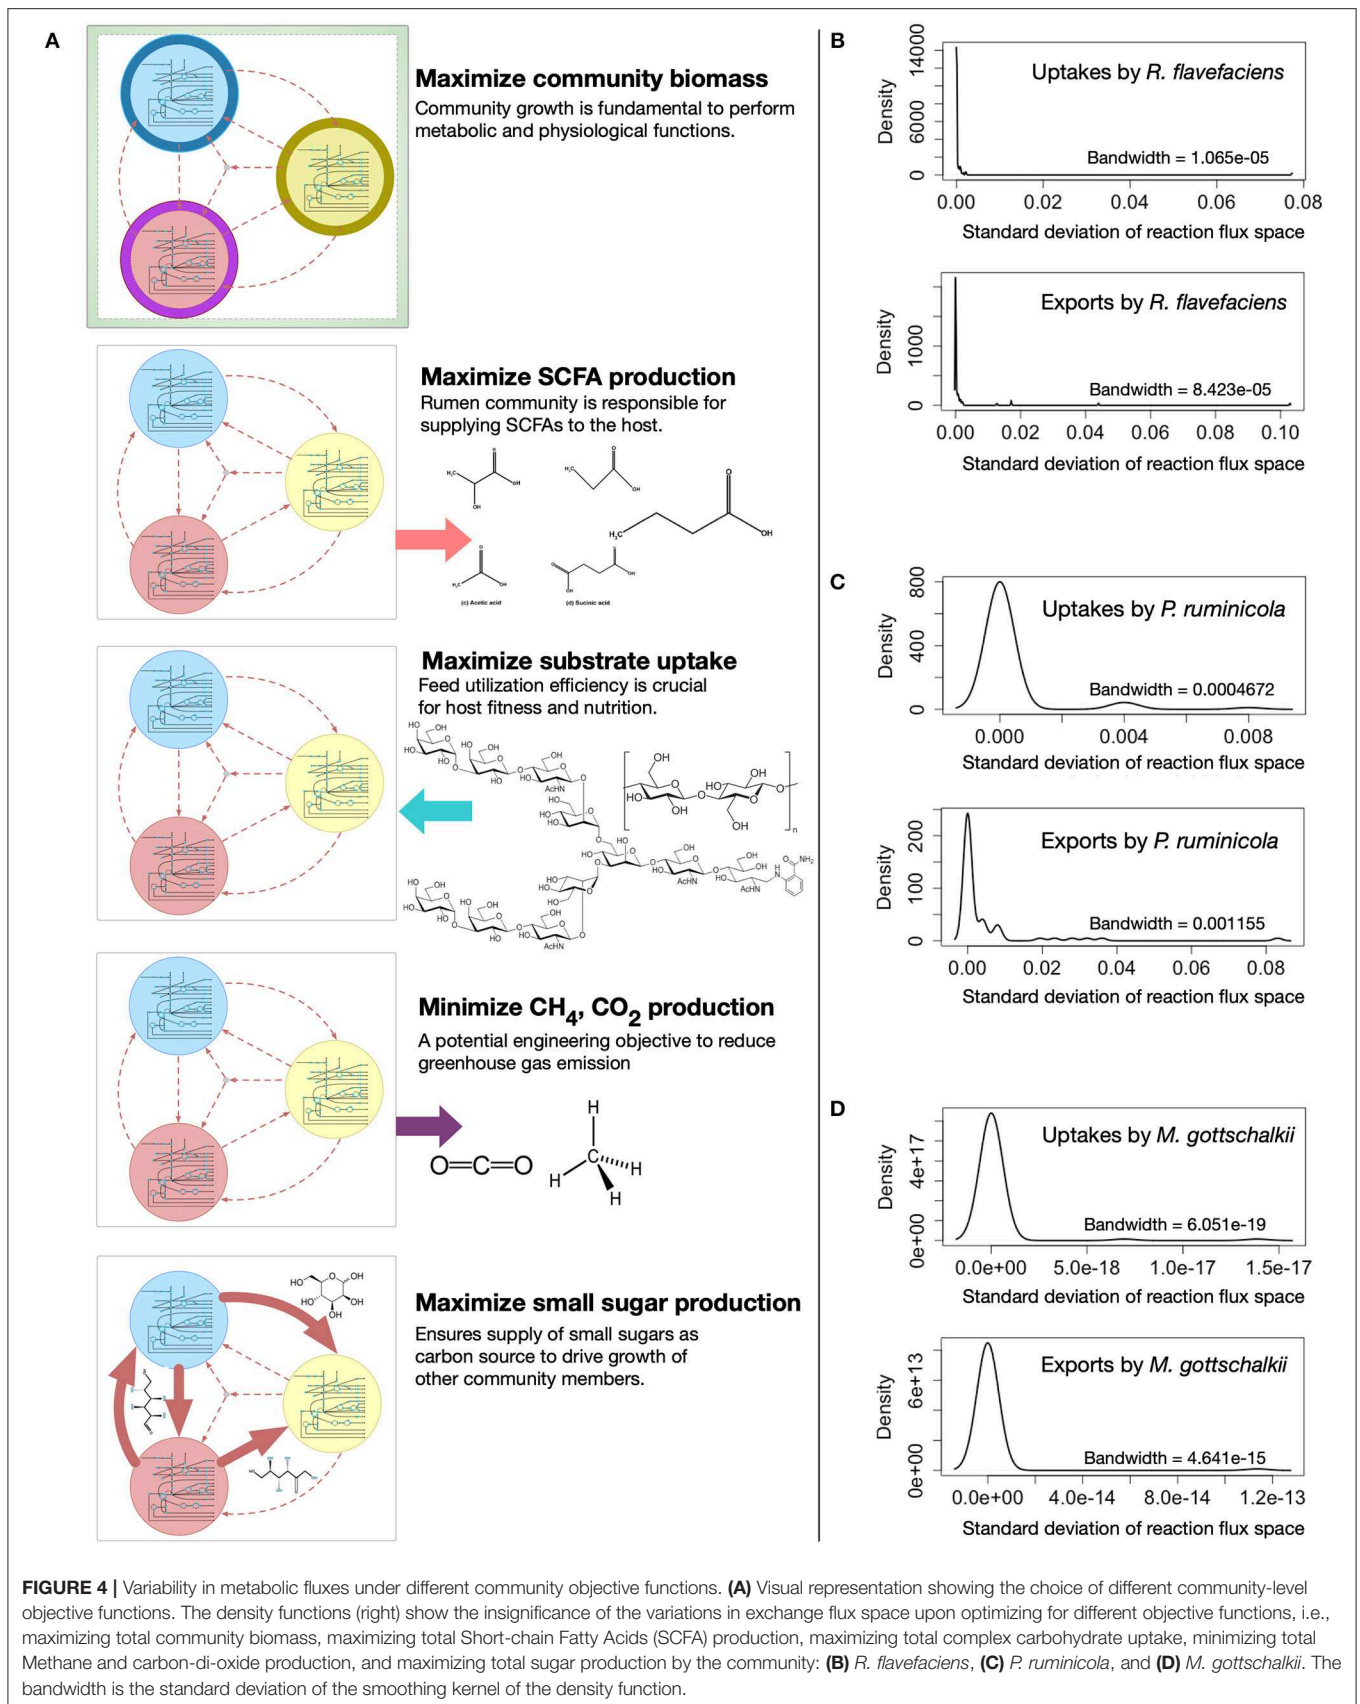 A
Maximize community biomass
Community growth is fundamental to perform
metabolic and physiological functions.
Maximize SCFA production
Rumen community is responsible for
supplying SCFAs to the host.
H₃C
O
OH
OH
H₃C
O
OH
H₃C
O
OH
H₃C
O
OH
(c) Acetic acid
O
OH
OH
(d) Sucinic acid
Maximize substrate uptake
Feed utilization efficiency is crucial
for host fitness and nutrition.
Minimize CH₄, CO₂ production
A potential engineering objective to reduce
greenhouse gas emission
O=C=O
H
C
H
H
H
Maximize small sugar production
Ensures supply of small sugars as
carbon source to drive growth of
other community members.
B
Uptakes by R. flavefaciens
Bandwidth = 1.065e-05
Density
0 6000 14000
0.00 0.02 0.04 0.06 0.08
Standard deviation of reaction flux space
Exports by R. flavefaciens
Bandwidth = 8.423e-05
Density
0 1000
0.00 0.02 0.04 0.06 0.08 0.10
Standard deviation of reaction flux space
C
Uptakes by P. ruminicola
Bandwidth = 0.0004672
Density
0 400 800
0.000 0.004 0.008
Standard deviation of reaction flux space
Exports by P. ruminicola
Bandwidth = 0.001155
Density
0 100 200
0.00 0.02 0.04 0.06 0.08
Standard deviation of reaction flux space
D
Uptakes by M. gottschalkii
Bandwidth = 6.051e-19
Density
0e+00 4e+17
0.0e+00 5.0e-18 1.0e-17 1.5e-17
Standard deviation of reaction flux space
Exports by M. gottschalkii
Bandwidth = 4.641e-15
Density
0e+00 6e+13
0.0e+00 4.0e-14 8.0e-14 1.2e-13
Standard deviation of reaction flux space
FIGURE 4 | Variability in metabolic fluxes under different community objective functions. (A) Visual representation showing the choice of different community-level
objective functions. The density functions (right) show the insignificance of the variations in exchange flux space upon optimizing for different objective functions, i.e.,
maximizing total community biomass, maximizing total Short-chain Fatty Acids (SCFA) production, maximizing total complex carbohydrate uptake, minimizing total
Methane and carbon-di-oxide production, and maximizing total sugar production by the community: (B) R. flavefaciens, (C) P. ruminicola, and (D) M. gottschalkii. The
bandwidth is the standard deviation of the smoothing kernel of the density function.